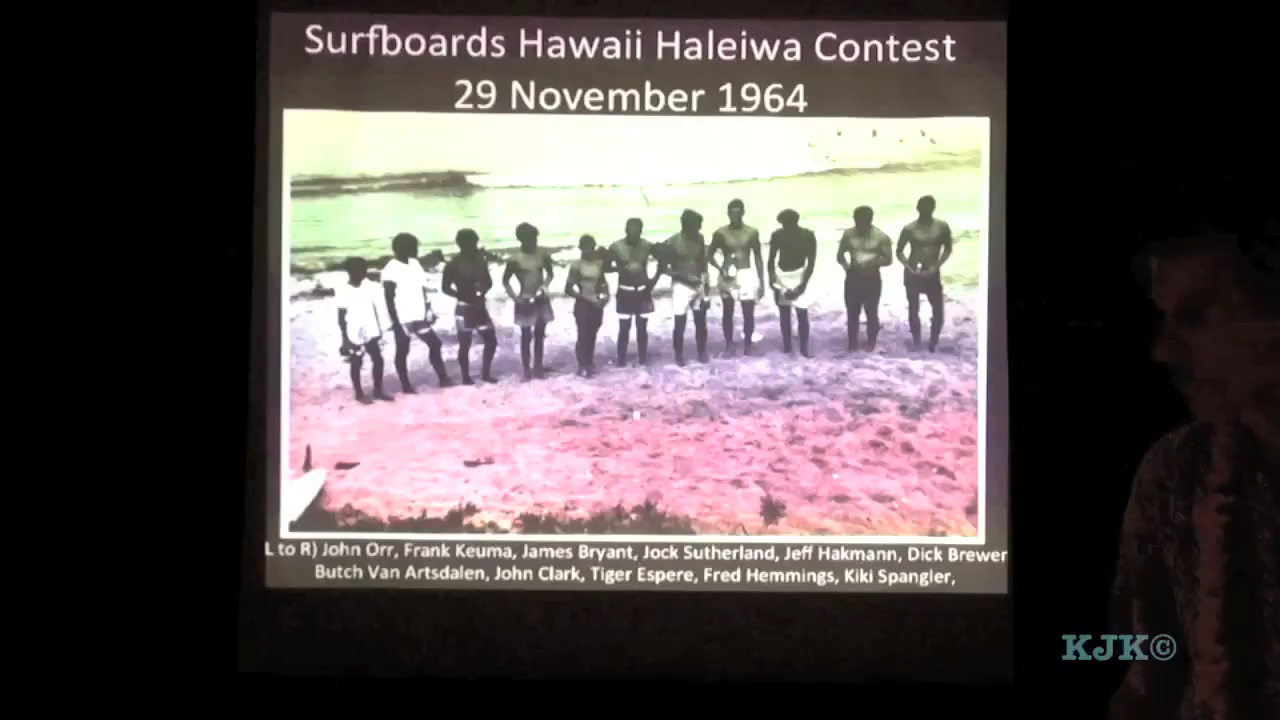 Surfboards Hawaii Haleiwa Contest
29 November 1964
L to R) John Orr, Frank Keuma, James Bryant, Jock Sutherland, Jeff Hakmann, Dick Brewer
Butch Van Artsdalen, John Clark, Tiger Espere, Fred Hemmings, Kiki Spangler,
KJK©